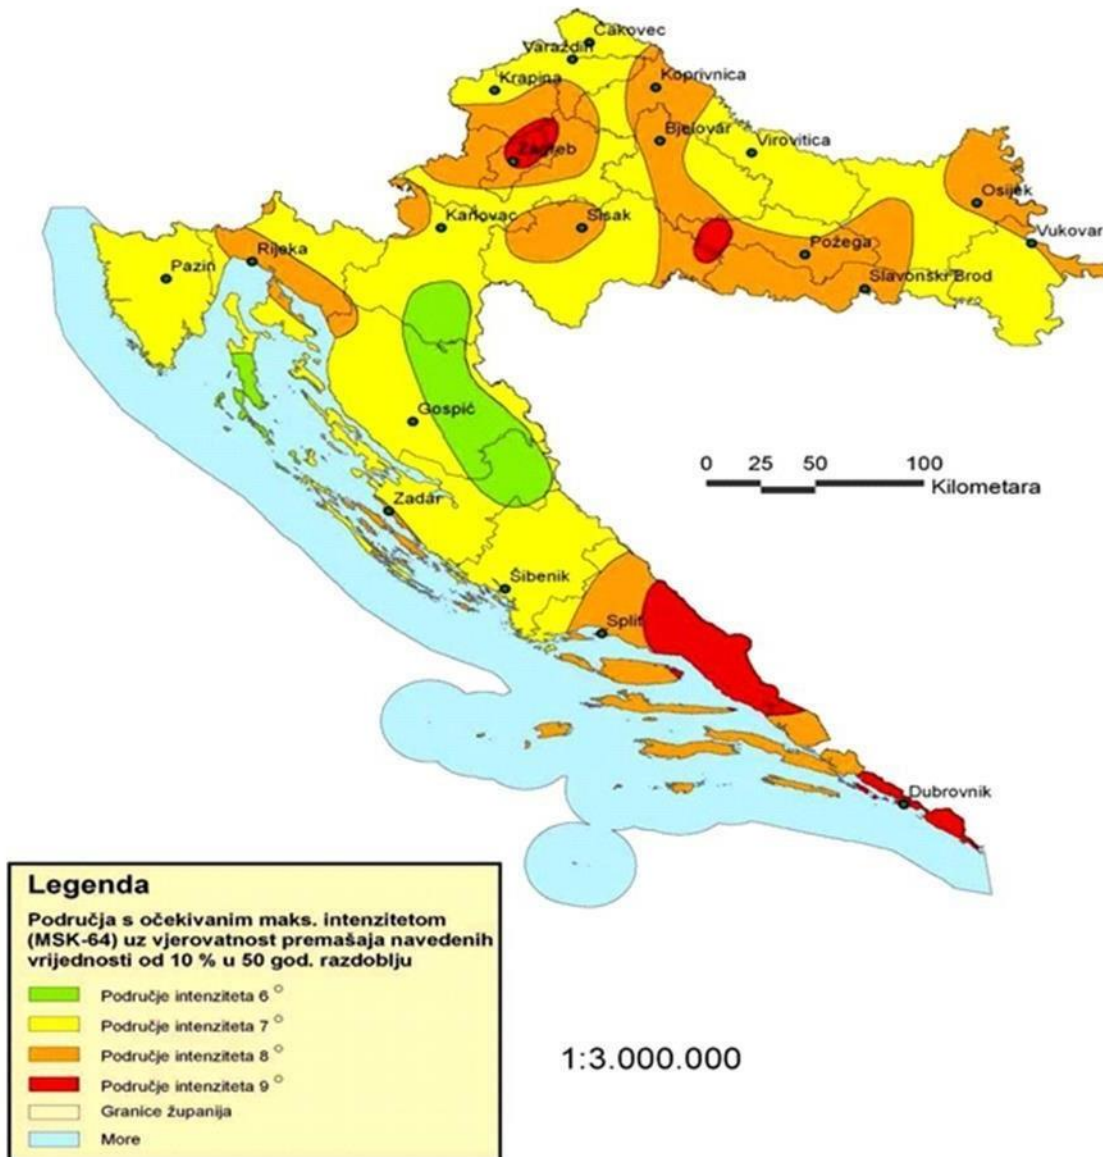 Čakovec
Varaždin
Krapina
Koprivnica
Bjelovar
Virovitica
Zagreb
Osijek
Karlovac
Sisak
Vukovar
Rijeka
Požega
Pazin
Slavonski Brod
Gospić
0 25 50 100
Kilometara
Zadar
Šibenik
Split
Dubrovnik
Legenda
Područja s očekivanim maks. intenzitetom
(MSK-64) uz vjerovatnost premašaja navedenih
vrijednosti od 10 % u 50 god. razdoblju
Područje intenziteta 6 °
Područje intenziteta 7 °
Područje intenziteta 8 °
Područje intenziteta 9 °
Granice županija
More
1:3.000.000